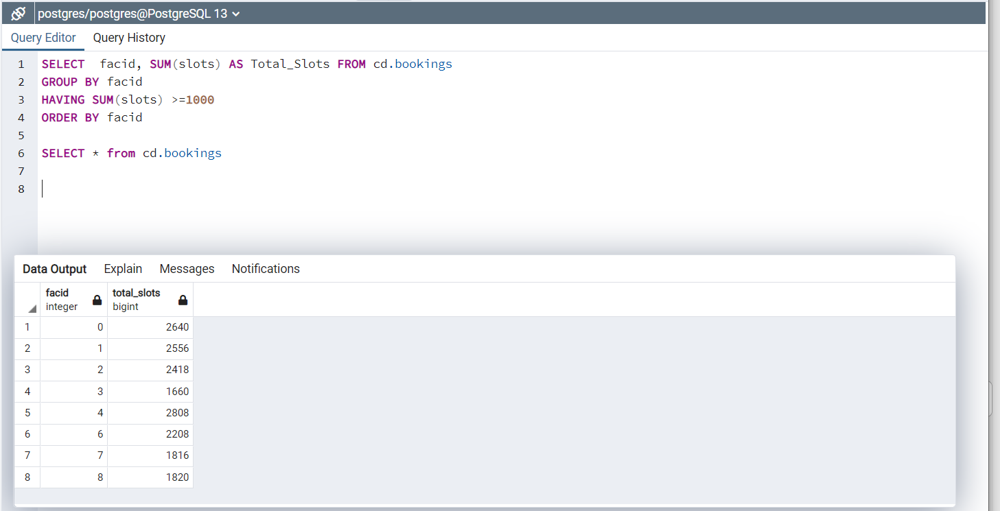 postgres/postgres@PostgreSQL 13
Query Editor Query History
1 SELECT  facid, SUM(slots) AS Total_Slots FROM cd.bookings
2 GROUP BY facid
3 HAVING SUM(slots) >=1000
4 ORDER BY facid
5
6 SELECT * from cd.bookings
7
8
Data Output Explain Messages Notifications
facid total_slots
integer bigint
1 0 2640
2 1 2556
3 2 2418
4 3 1660
5 4 2808
6 6 2208
7 7 1816
8 8 1820